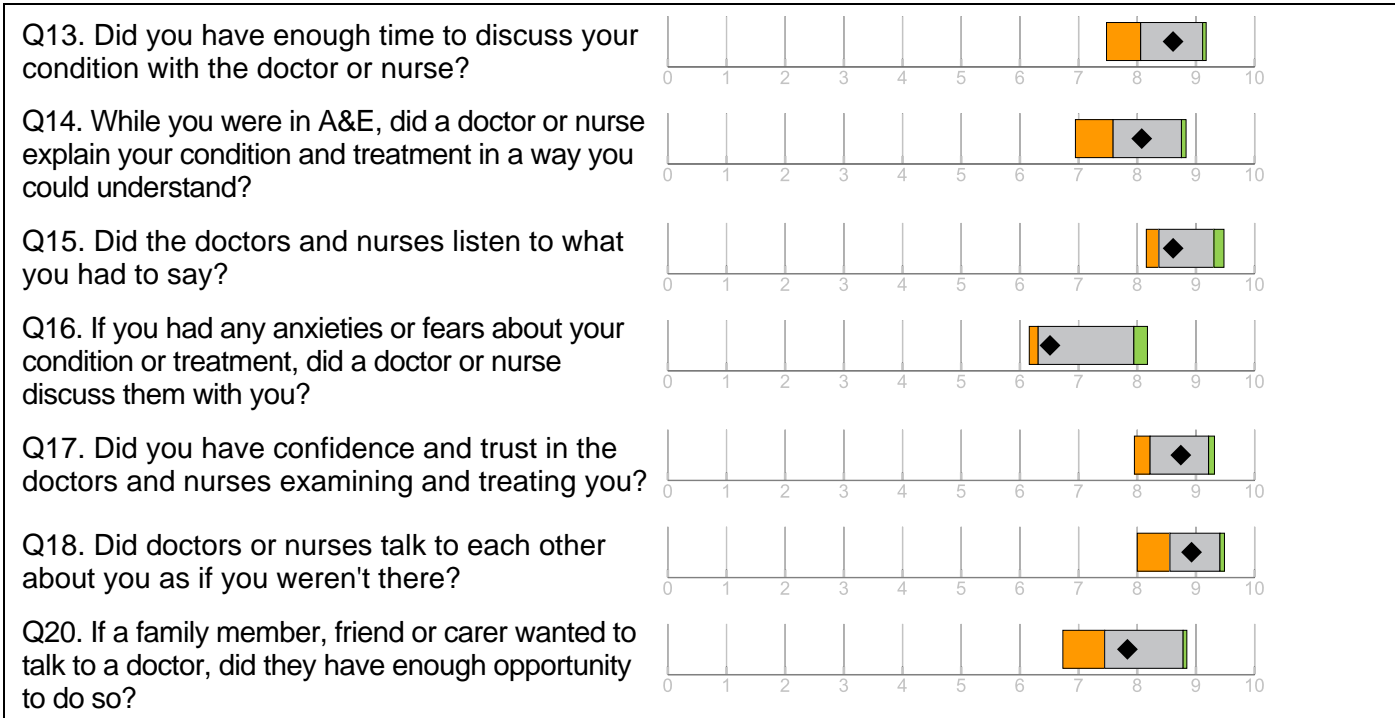 Q13. Did you have enough time to discuss your
condition with the doctor or nurse?
0 1 2 3 4 5 6 7 8 9 10
Q14. While you were in A&E, did a doctor or nurse
explain your condition and treatment in a way you
could understand?
0 1 2 3 4 5 6 7 8 9 10
Q15. Did the doctors and nurses listen to what
you had to say?
0 1 2 3 4 5 6 7 8 9 10
Q16. If you had any anxieties or fears about your
condition or treatment, did a doctor or nurse
discuss them with you?
0 1 2 3 4 5 6 7 8 9 10
Q17. Did you have confidence and trust in the
doctors and nurses examining and treating you?
0 1 2 3 4 5 6 7 8 9 10
Q18. Did doctors or nurses talk to each other
about you as if you weren't there?
0 1 2 3 4 5 6 7 8 9 10
Q20. If a family member, friend or carer wanted to
talk to a doctor, did they have enough opportunity
to do so?
0 1 2 3 4 5 6 7 8 9 10